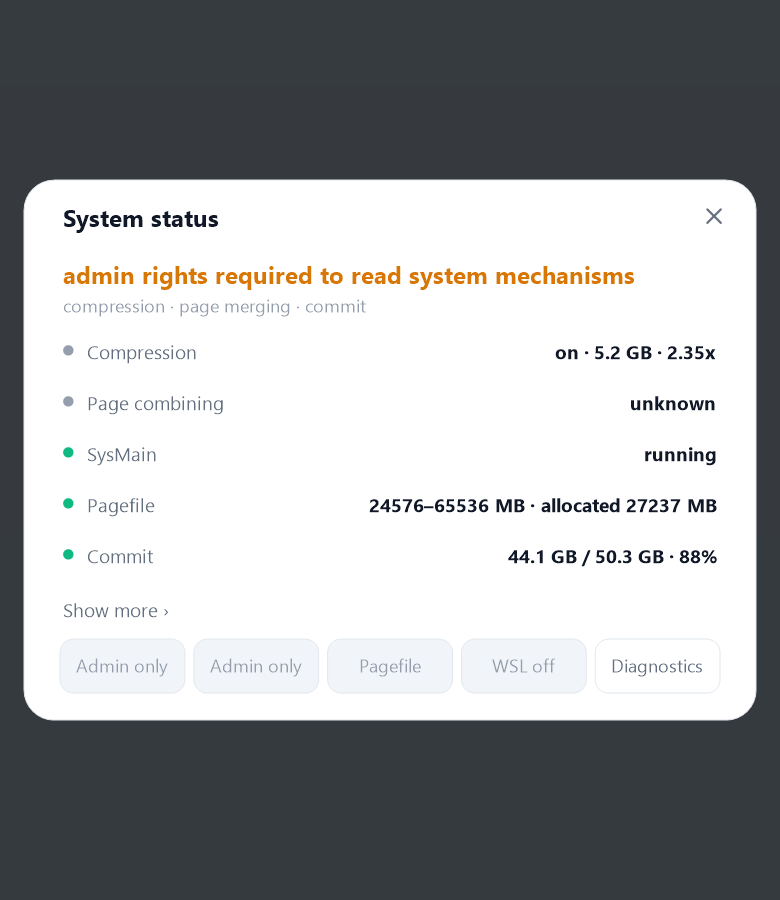 System status
admin rights required to read system mechanisms
compression · page merging · commit
Compression on · 5.2 GB · 2.35x
Page combining unknown
SysMain running
Pagefile 24576–65536 MB · allocated 27237 MB
Commit 44.1 GB / 50.3 GB · 88%
Show more ›
Admin only Admin only Pagefile WSL off Diagnostics